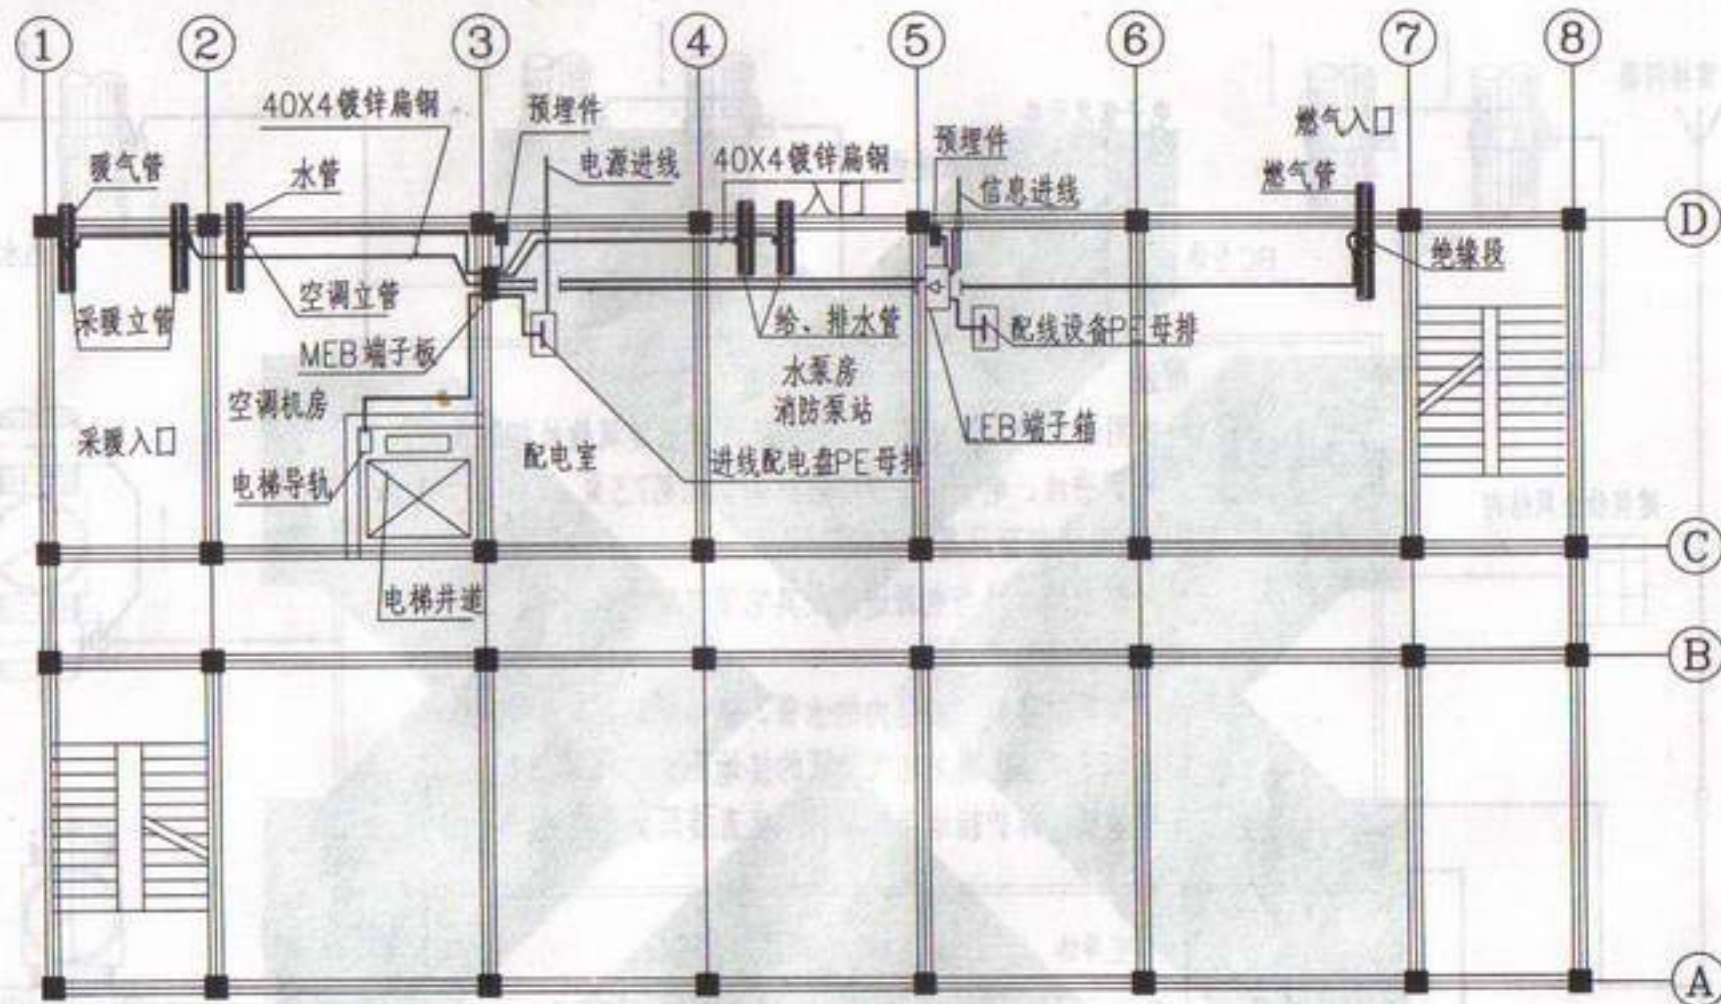 1 2 3 4 5 6 7 8
40X4镀锌扁钢
预埋件
燃气入口
暖气管
水管
电源进线
40X4镀锌扁钢
入口
预埋件
信息进线
燃气管
D
绝缘段
采暖立管
空调立管
MEB端子板
给、排水管
配线设备PE母排
水泵房
消防泵站
空调机房
采暖入口
电梯导轨
配电室
进线配电盘PE母排
LEB端子箱
C
电梯井道
B
A